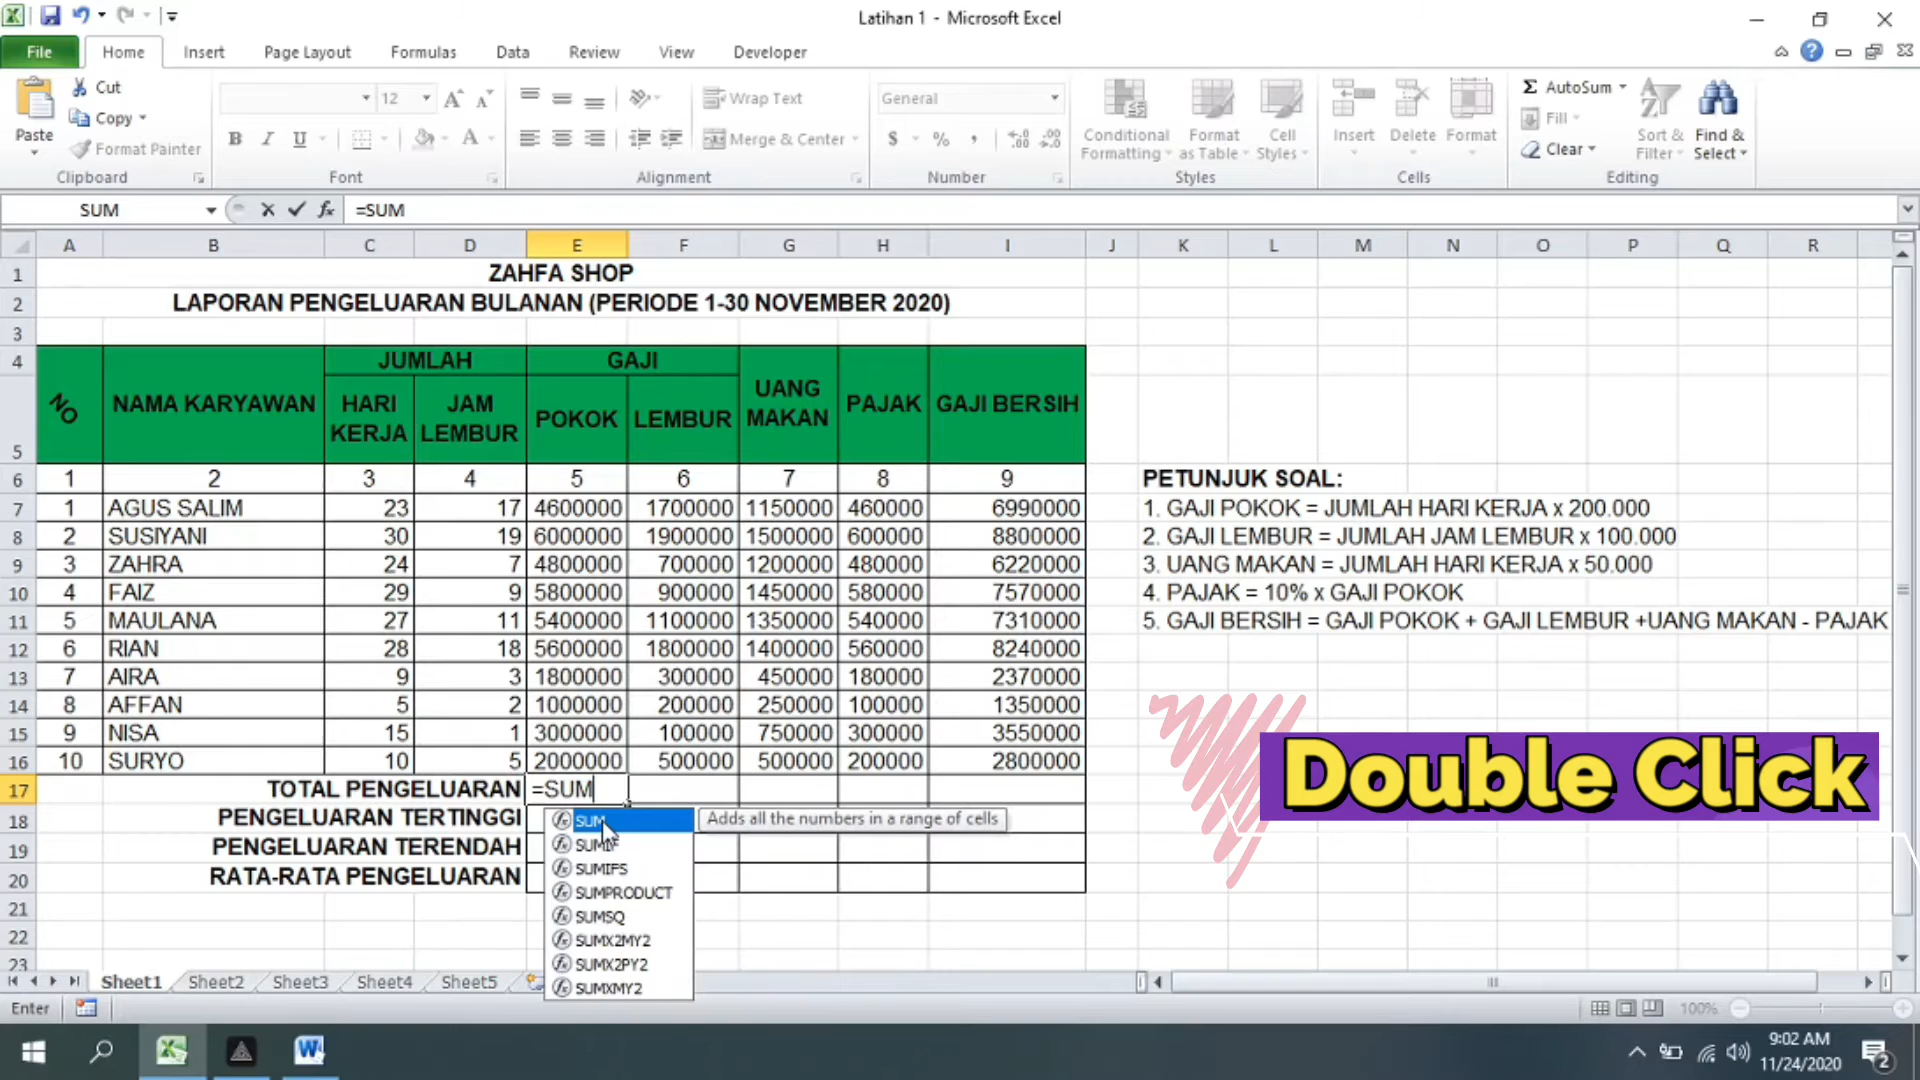 Latihan 1 - Microsoft Excel
File Home Insert Page Layout Formulas Data Review View Developer
Paste Cut Copy Format Painter Clipboard
12 B I U A Font
Wrap Text Merge & Center Alignment
General $ % , Number
Conditional Formatting Format as Table Cell Styles Styles
Insert Delete Format Cells
Σ AutoSum Fill Clear Sort & Filter Find & Select Editing
SUM fx =SUM
A B C D E F G H I J K L M N O P Q R
1 ZAHFA SHOP
2 LAPORAN PENGELUARAN BULANAN (PERIODE 1-30 NOVEMBER 2020)
3
4 NO NAMA KARYAWAN JUMLAH GAJI UANG MAKAN PAJAK GAJI BERSIH
5 HARI KERJA JAM LEMBUR POKOK LEMBUR
6 1 2 3 4 5 6 7 8 9 PETUNJUK SOAL:
7 1 AGUS SALIM 23 17 4600000 1700000 1150000 460000 6990000 1. GAJI POKOK = JUMLAH HARI KERJA x 200.000
8 2 SUSIYANI 30 19 6000000 1900000 1500000 600000 8800000 2. GAJI LEMBUR = JUMLAH JAM LEMBUR x 100.000
9 3 ZAHRA 24 7 4800000 700000 1200000 480000 6220000 3. UANG MAKAN = JUMLAH HARI KERJA x 50.000
10 4 FAIZ 29 9 5800000 900000 1450000 580000 7570000 4. PAJAK = 10% x GAJI POKOK
11 5 MAULANA 27 11 5400000 1100000 1350000 540000 7310000 5. GAJI BERSIH = GAJI POKOK + GAJI LEMBUR +UANG MAKAN - PAJAK
12 6 RIAN 28 18 5600000 1800000 1400000 560000 8240000
13 7 AIRA 9 3 1800000 300000 450000 180000 2370000
14 8 AFFAN 5 2 1000000 200000 250000 100000 1350000
15 9 NISA 15 1 3000000 100000 750000 300000 3550000
16 10 SURYO 10 5 2000000 500000 500000 200000 2800000
17 TOTAL PENGELUARAN =SUM
18 PENGELUARAN TERTINGGI
19 PENGELUARAN TERENDAH
20 RATA-RATA PENGELUARAN
21
22
23
SUM Adds all the numbers in a range of cells
SUMIF
SUMIFS
SUMPRODUCT
SUMSQ
SUMX2MY2
SUMX2PY2
SUMXMY2
Double Click
Sheet1 Sheet2 Sheet3 Sheet4 Sheet5
Enter 100%
9:02 AM
11/24/2020
2